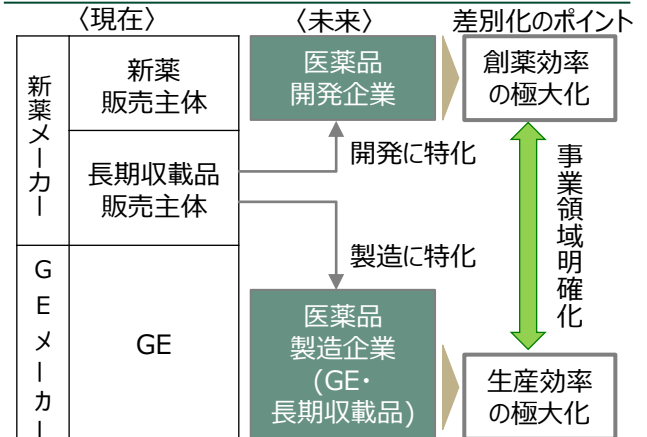 〈現在〉
〈未来〉
差別化のポイント
新薬メーカー
新薬
販売主体
医薬品
開発企業
創薬効率
の極大化
長期収載品
販売主体
開発に特化
事業領域明確化
製造に特化
GEメーカー
GE
医薬品
製造企業
(GE・
長期収載品)
生産効率
の極大化